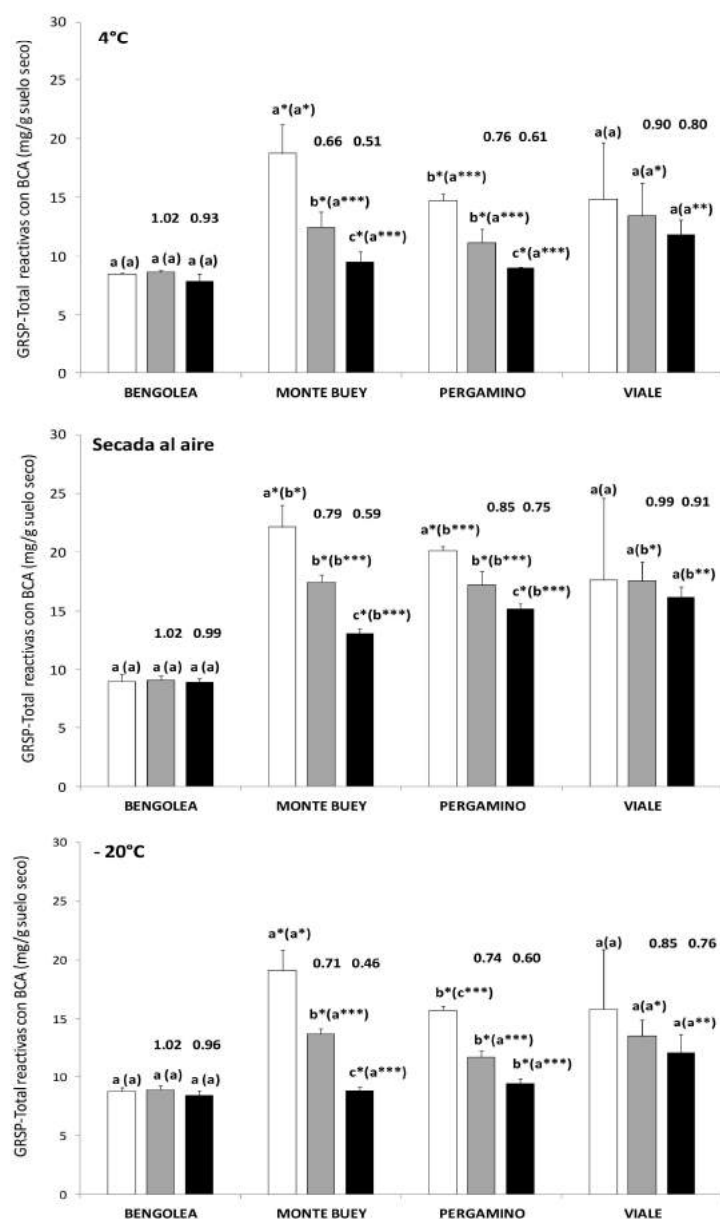 4°C
GRSP-Total reactivas con BCA (mg/g suelo seco)
30
25
20
15
10
5
0
a*(a*)
0.66 0.51
0.76 0.61
a(a)
0.90 0.80
b*(a***)
a(a*)
1.02 0.93
b*(a***)
b*(a***)
a(a**)
a (a) a (a) a (a)
c*(a***)
c*(a***)
BENGOLEA MONTE BUEY PERGAMINO VIALE
Secada al aire
GRSP-Total reactivas con BCA (mg/g suelo seco)
30
25
20
15
10
5
0
a*(b*)
0.79 0.59
0.85 0.75
a(a)
0.99 0.91
a*(b***)
b*(b***)
b*(b***)
a(b*)
a(b**)
c*(b***)
c*(b***)
1.02 0.99
a (a) a (a) a (a)
BENGOLEA MONTE BUEY PERGAMINO VIALE
- 20°C
GRSP-Total reactivas con BCA (mg/g suelo seco)
30
25
20
15
10
5
0
a*(a*)
0.71 0.46
0.74 0.60
a(a)
0.85 0.76
b*(c***)
b*(a***)
a(a*)
a(a**)
1.02 0.96
b*(a***)
b*(a***)
a (a) a (a) a (a)
c*(a***)
BENGOLEA MONTE BUEY PERGAMINO VIALE